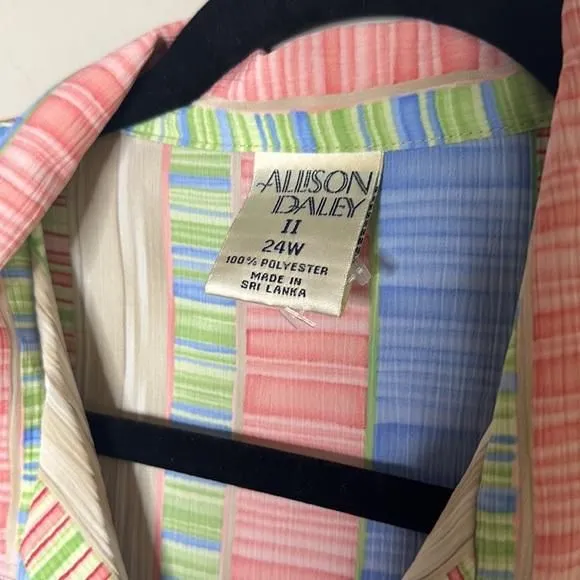 ALLISON
DALEY
II
24W
100% POLYESTER
MADE IN
SRI LANKA